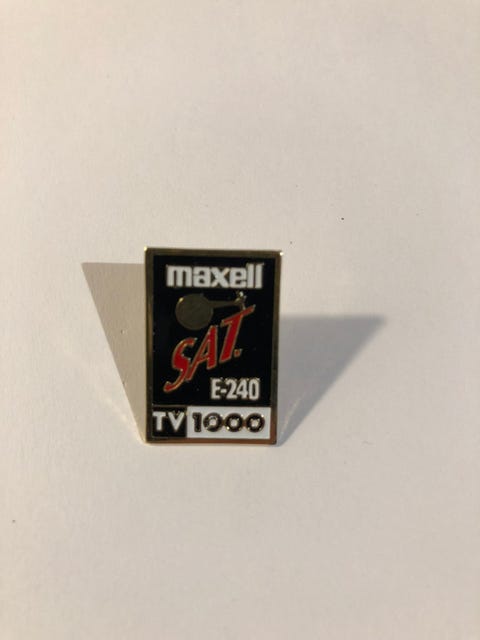 maxell
SAT.
E-240
TV 1000